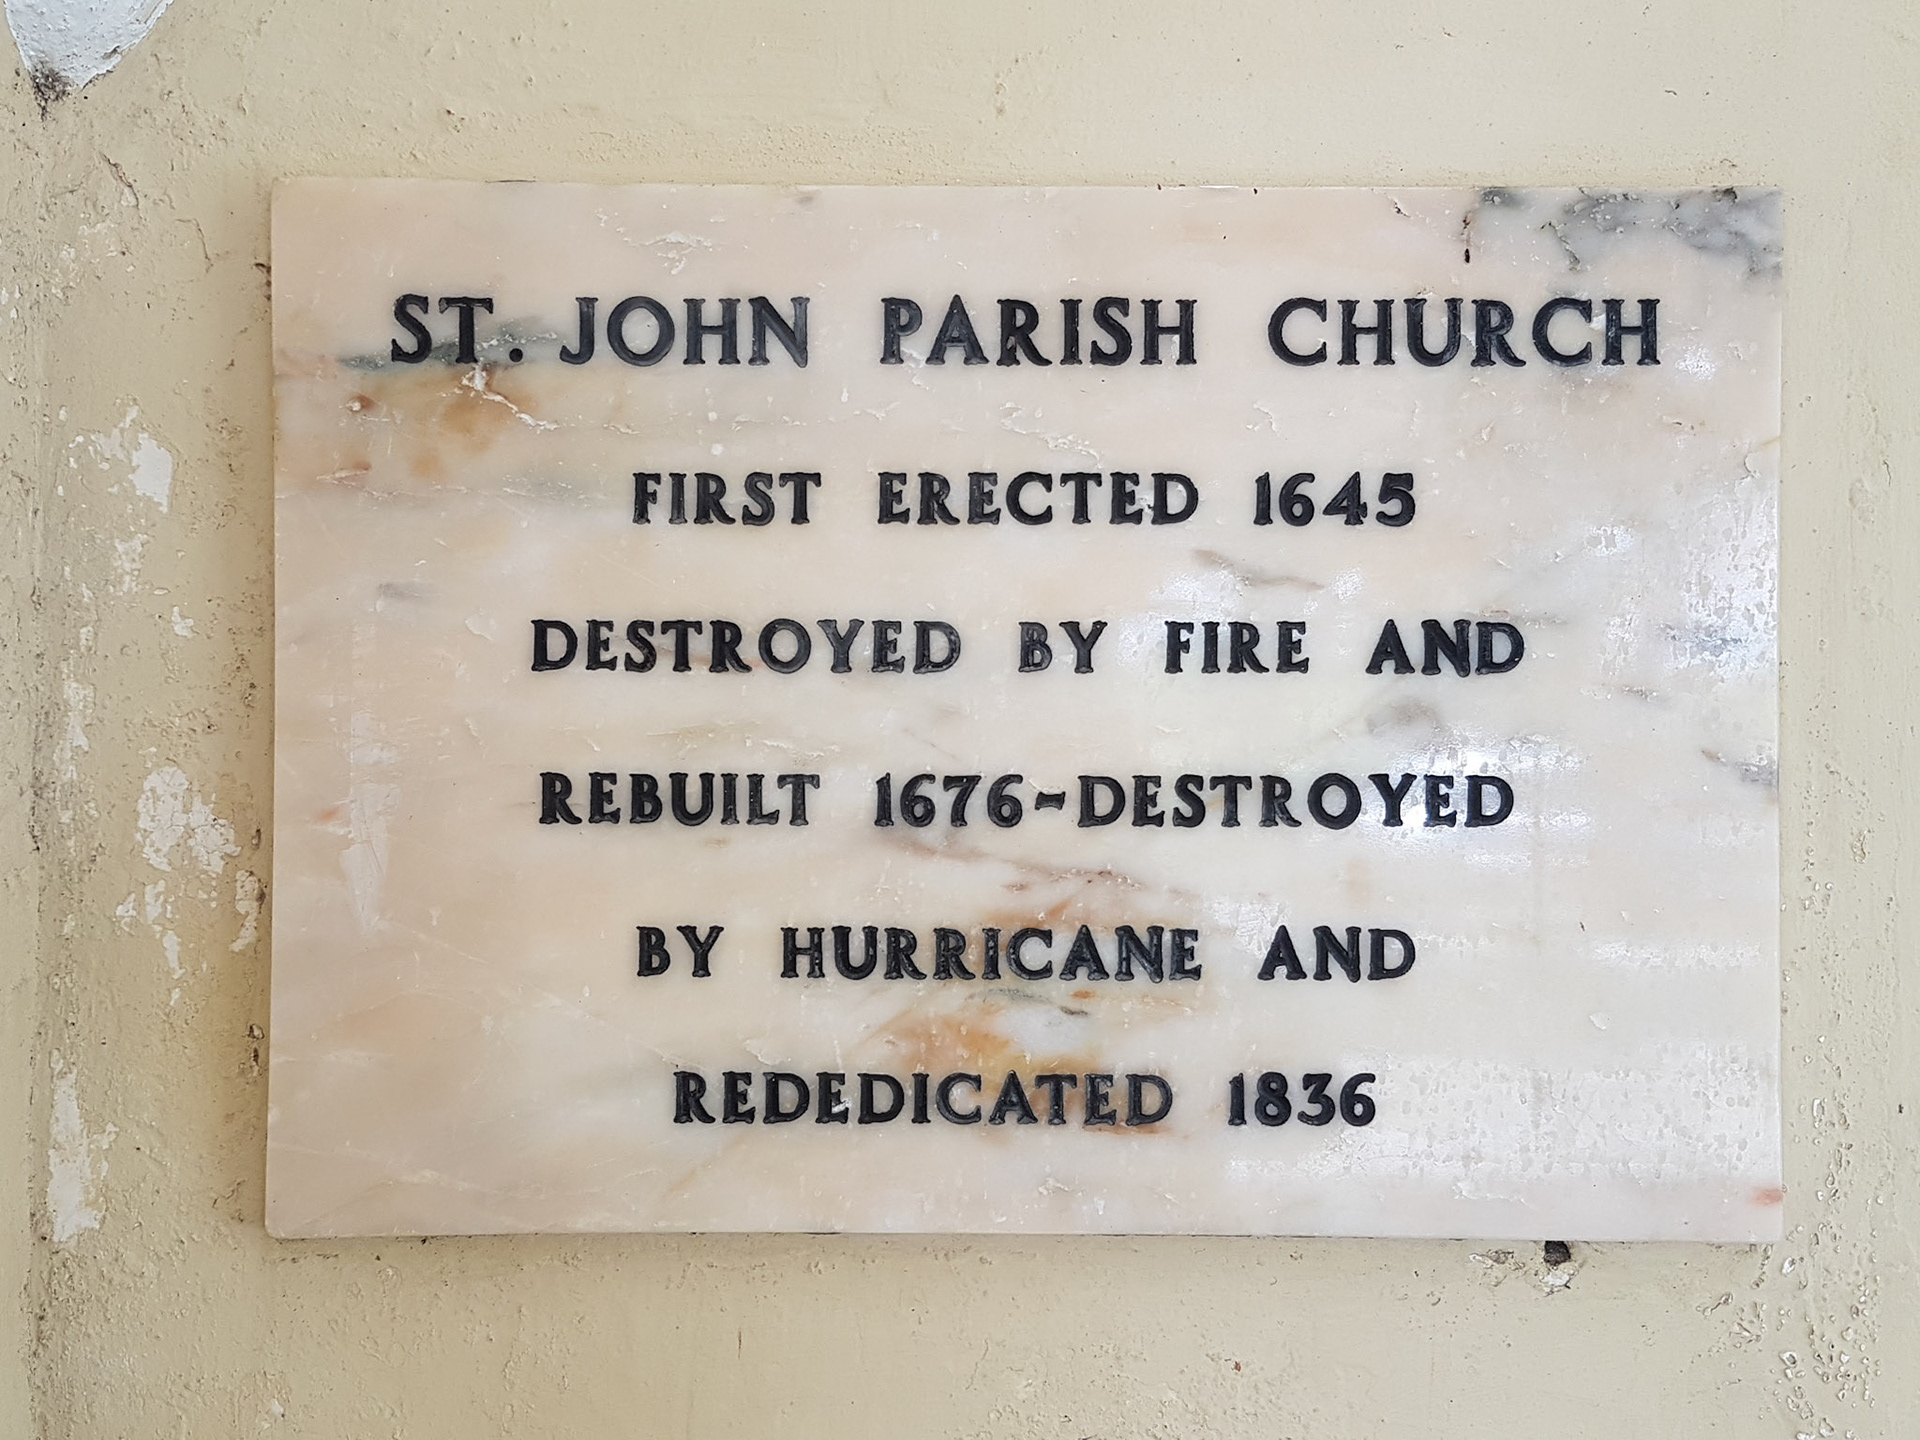 ST. JOHN PARISH CHURCH
FIRST ERECTED 1645
DESTROYED BY FIRE AND
REBUILT 1676-DESTROYED
BY HURRICANE AND
REDEDICATED 1836